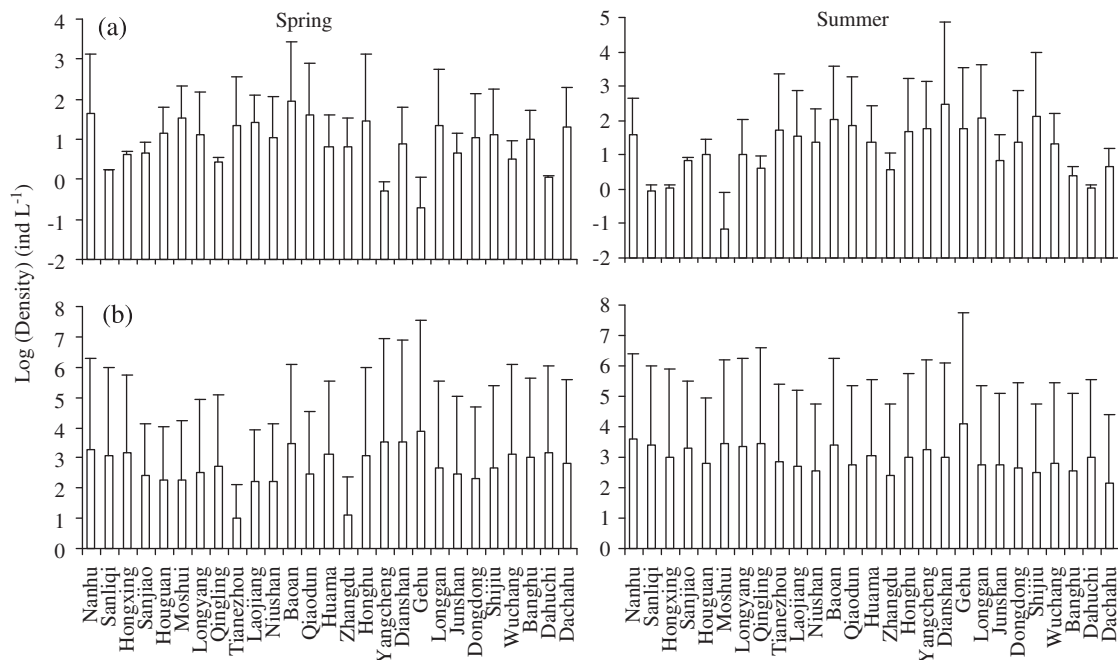 Spring
Summer
(a)
4
3
2
1
0
-1
-2
5
4
3
2
1
0
-1
-2
Log (Density) (ind L-1)
(b)
8
7
6
5
4
3
2
1
0
8
7
6
5
4
3
2
1
0
Nanhu
Sanliqi
Hongxing
Sanjiao
Houguan
Moshui
Longyang
Qingling
Tianezhou
Laojiang
Niushan
Baoan
Qiaodun
Huama
Zhangdu
Honghu
Yangcheng
Dianshan
Gehu
Longgan
Junshan
Dongdong
Shijiu
Wuchang
Banghu
Dahuchi
Dachahu
Nanhu
Sanliqi
Hongxing
Sanjiao
Houguan
Moshui
Longyang
Qingling
Tianezhou
Laojiang
Niushan
Baoan
Qiaodun
Huama
Zhangdu
Honghu
Yangcheng
Dianshan
Gehu
Longgan
Junshan
Dongdong
Shijiu
Wuchang
Banghu
Dahuchi
Dachahu